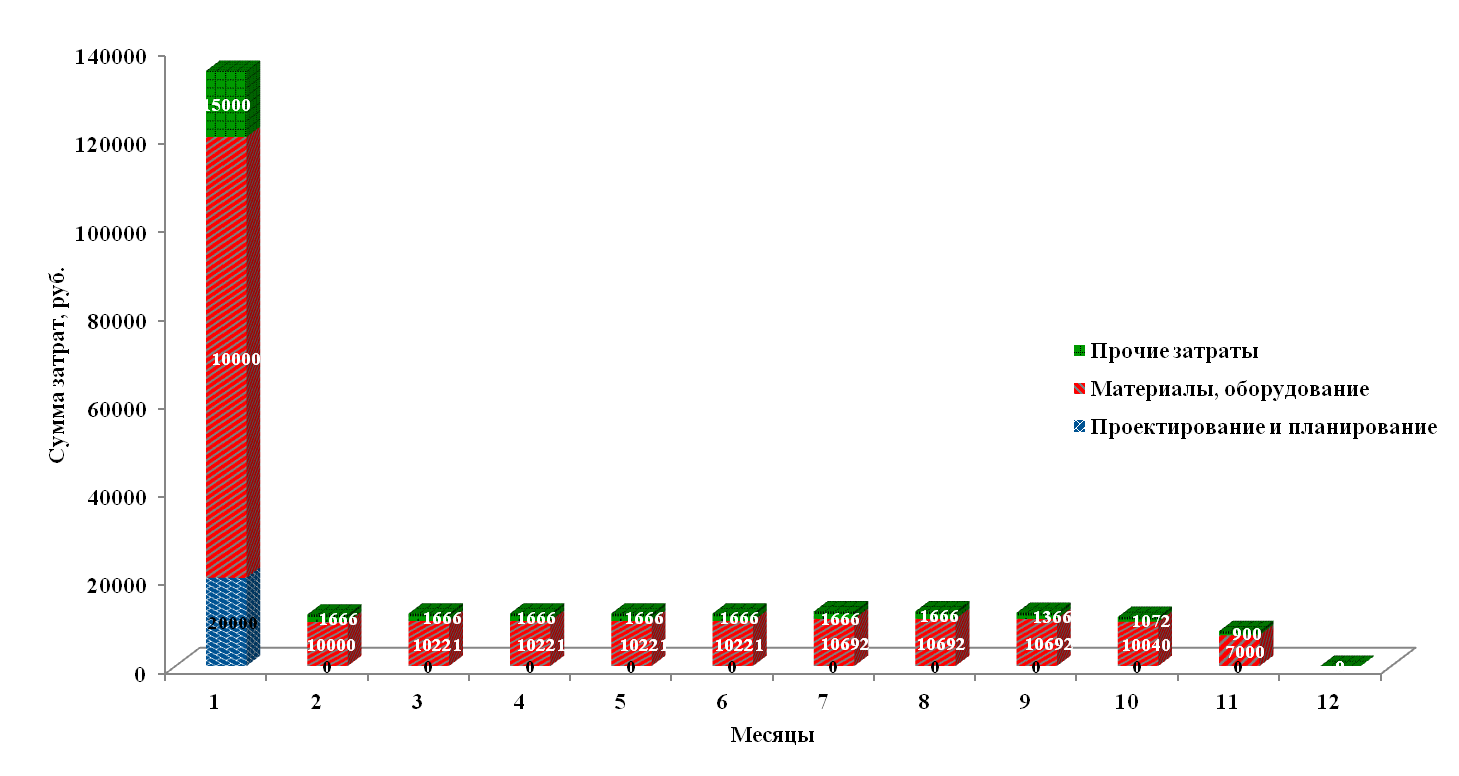 140000
120000
100000
80000
60000
40000
20000
0
Сумма затрат, руб.
15000
10000
20000
1666 1666 1666 1666 1666 1666 1666 1366 1072 900 0
10000 10221 10221 10221 10221 10692 10692 10692 10040 7000
0 0 0 0 0 0 0 0 0 0
Прочие затраты
Материалы, оборудование
Проектирование и планирование
1 2 3 4 5 6 7 8 9 10 11 12
Месяцы